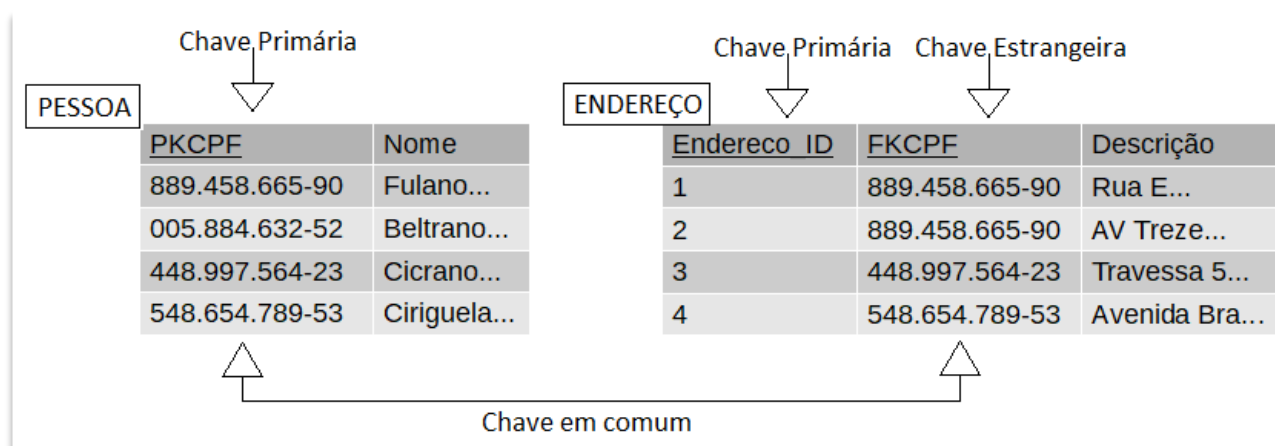 Chave Primária
Chave Primária Chave Estrangeira
PESSOA
ENDEREÇO
PKCPF Nome
889.458.665-90 Fulano...
005.884.632-52 Beltrano...
448.997.564-23 Cicrano...
548.654.789-53 Ciriguela...
Endereco_ID FKCPF Descrição
1 889.458.665-90 Rua E...
2 889.458.665-90 AV Treze...
3 448.997.564-23 Travessa 5...
4 548.654.789-53 Avenida Bra...
Chave em comum